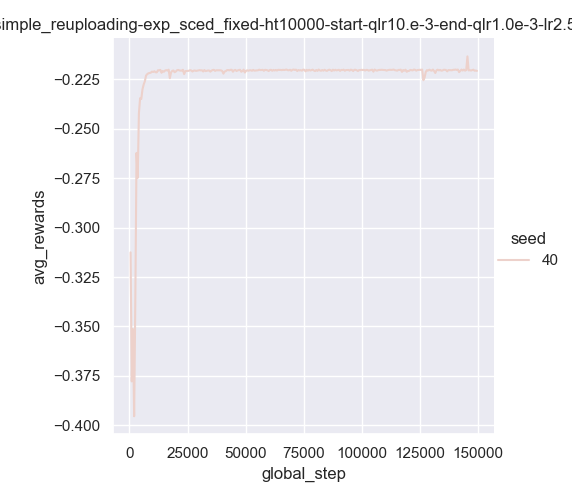 simple_reuploading-exp_sced_fixed-ht10000-start-qlr10.e-3-end-qlr1.0e-3-lr2.5
−0.225
−0.250
−0.275
−0.300
−0.325
−0.350
−0.375
−0.400
avg_rewards
0 25000 50000 75000 100000 125000 150000
global_step
seed
40